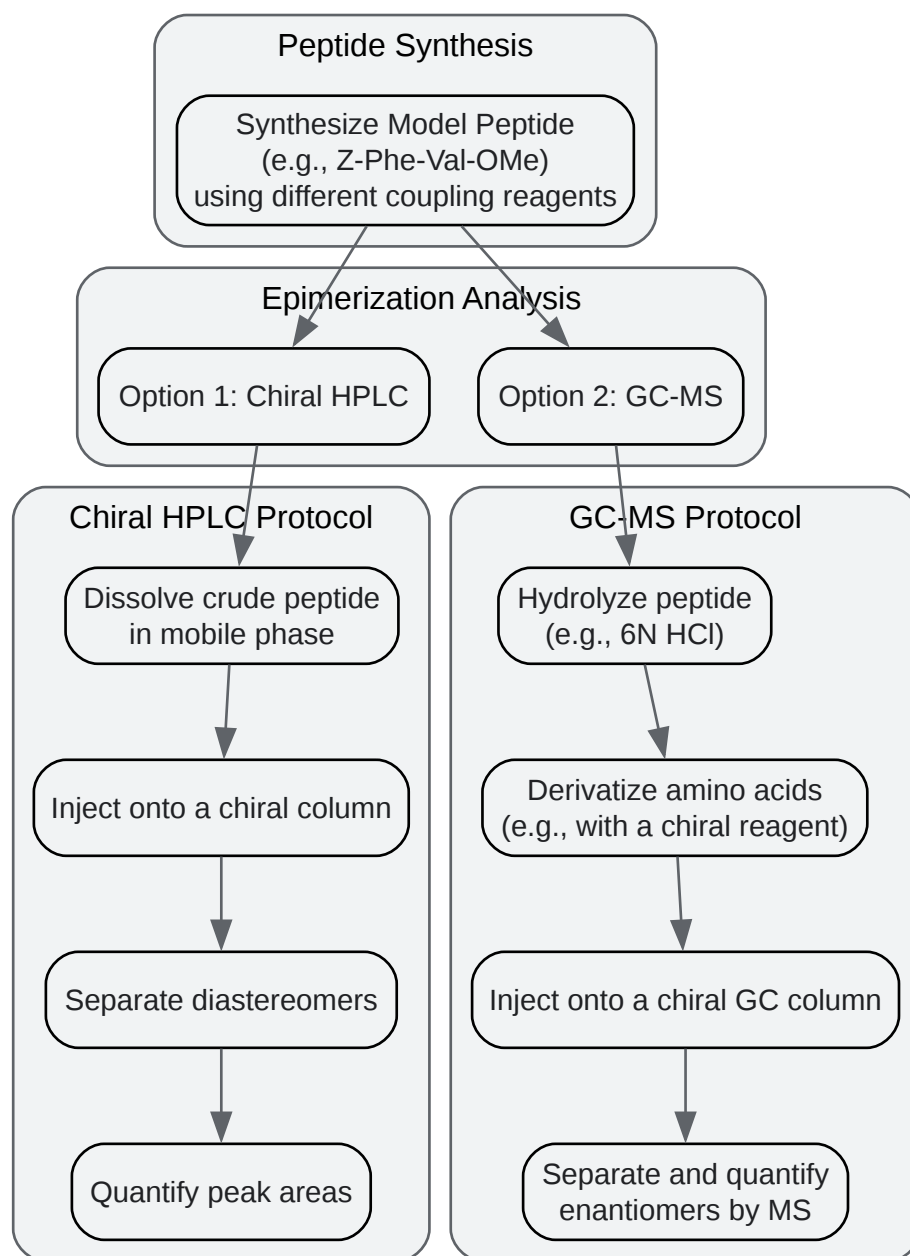 Peptide Synthesis
Synthesize Model Peptide
(e.g., Z-Phe-Val-OMe)
using different coupling reagents
Epimerization Analysis
Option 1: Chiral HPLC
Option 2: GC-MS
Chiral HPLC Protocol
Dissolve crude peptide
in mobile phase
Inject onto a chiral column
Separate diastereomers
Quantify peak areas
GC-MS Protocol
Hydrolyze peptide
(e.g., 6N HCl)
Derivatize amino acids
(e.g., with a chiral reagent)
Inject onto a chiral GC column
Separate and quantify
enantiomers by MS